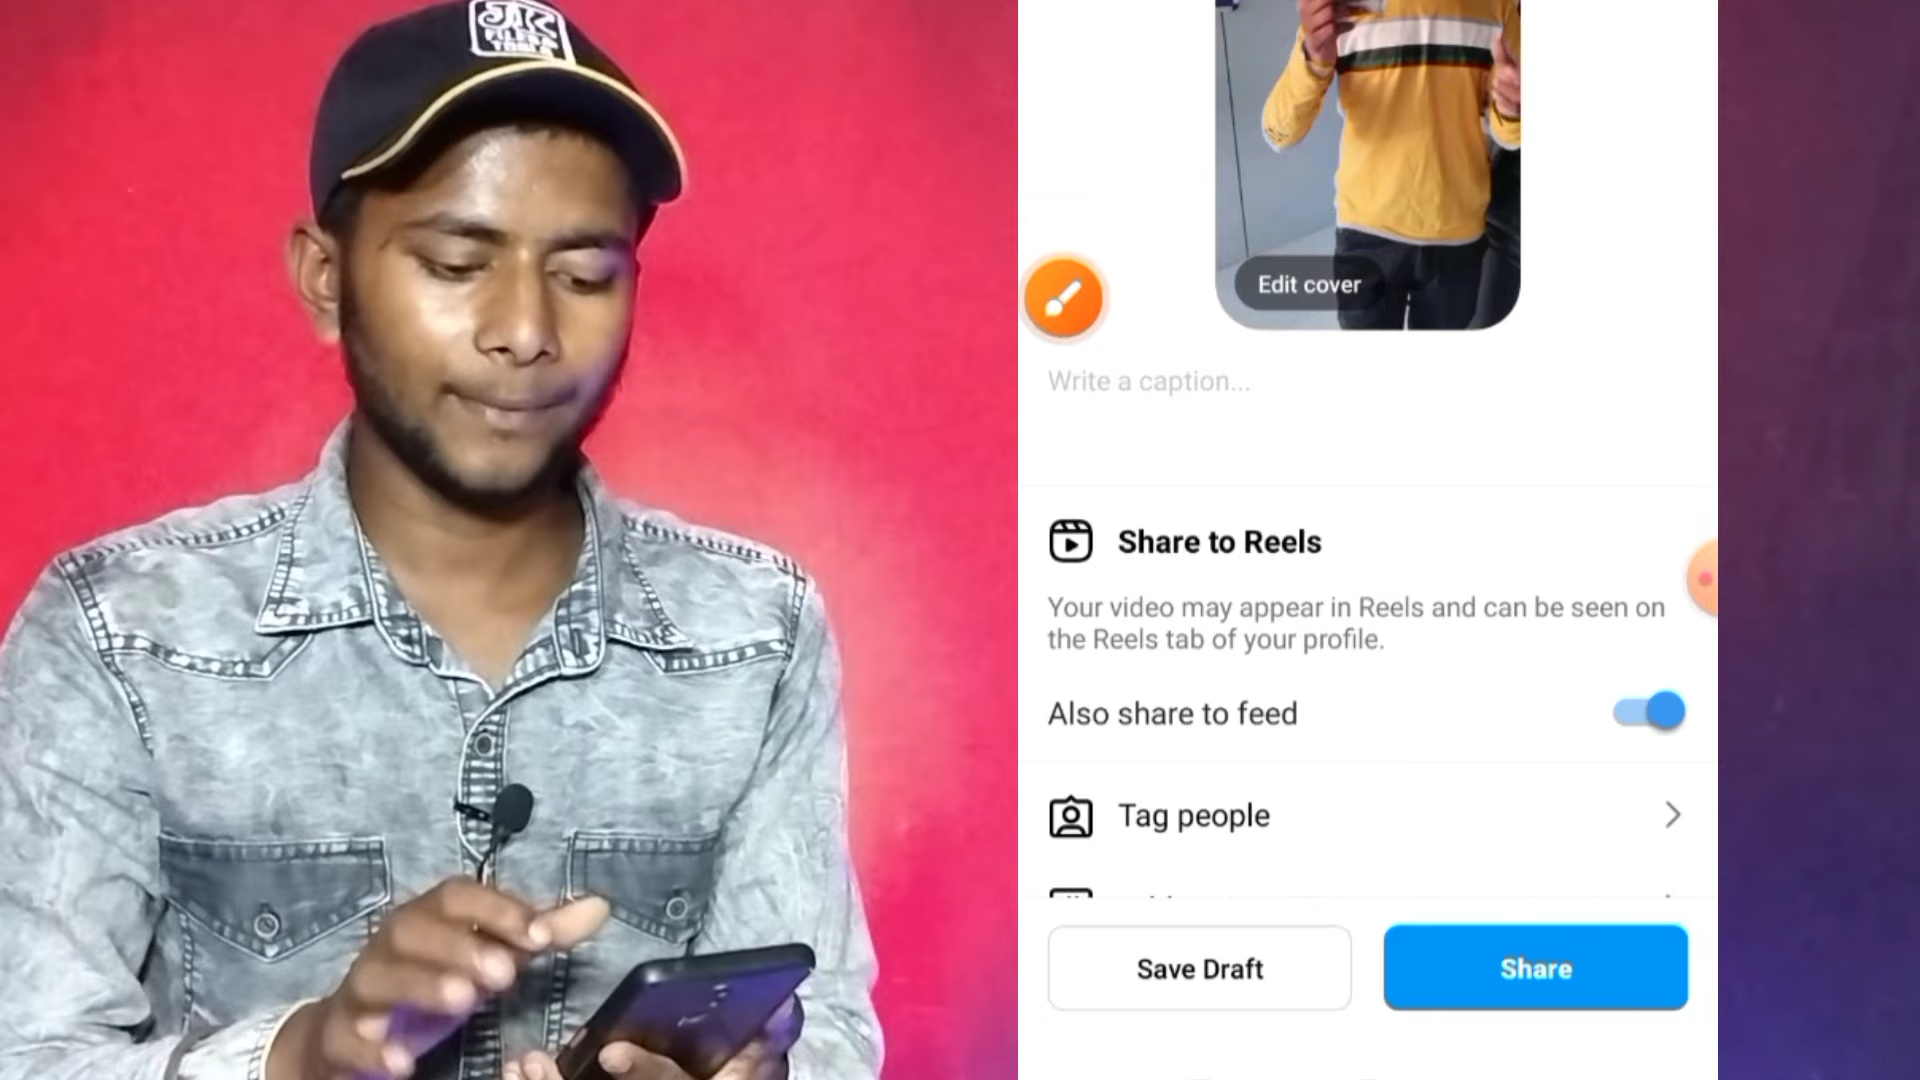 Edit cover
Write a caption...
Share to Reels
Your video may appear in Reels and can be seen on
the Reels tab of your profile.
Also share to feed
Tag people
Save Draft
Share